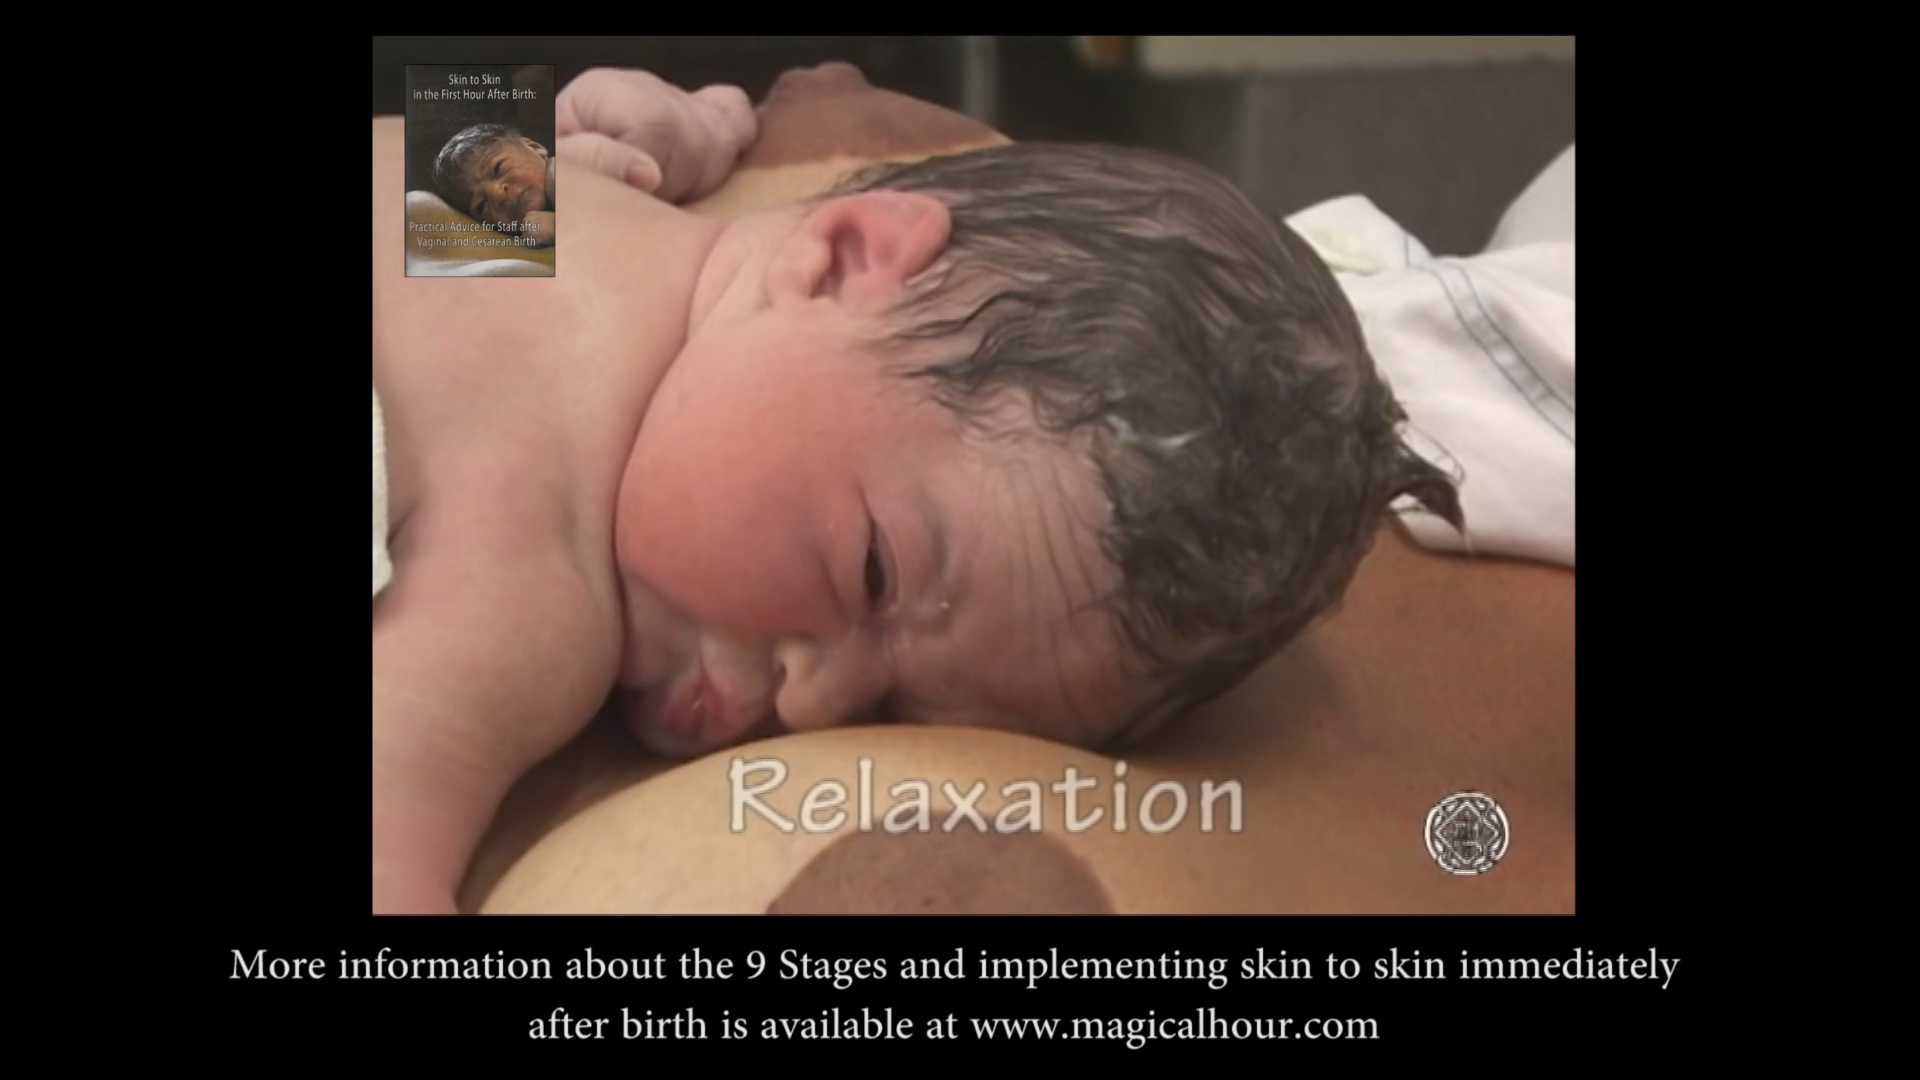 Skin to Skin
in the First Hour After Birth:
Practical Advice for Staff after
Vaginal and Cesarean Birth
Relaxation
More information about the 9 Stages and implementing skin to skin immediately
after birth is available at www.magicalhour.com